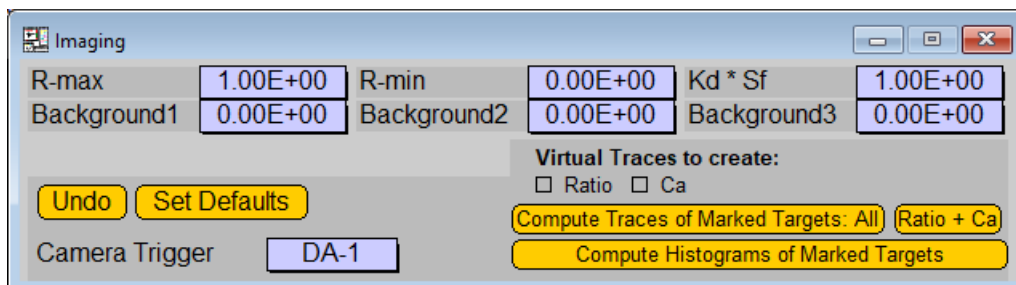 Imaging
R-max 1.00E+00 R-min 0.00E+00 Kd * Sf 1.00E+00
Background1 0.00E+00 Background2 0.00E+00 Background3 0.00E+00
Virtual Traces to create:
Ratio Ca
Undo Set Defaults
Compute Traces of Marked Targets: All Ratio + Ca
Camera Trigger DA-1
Compute Histograms of Marked Targets